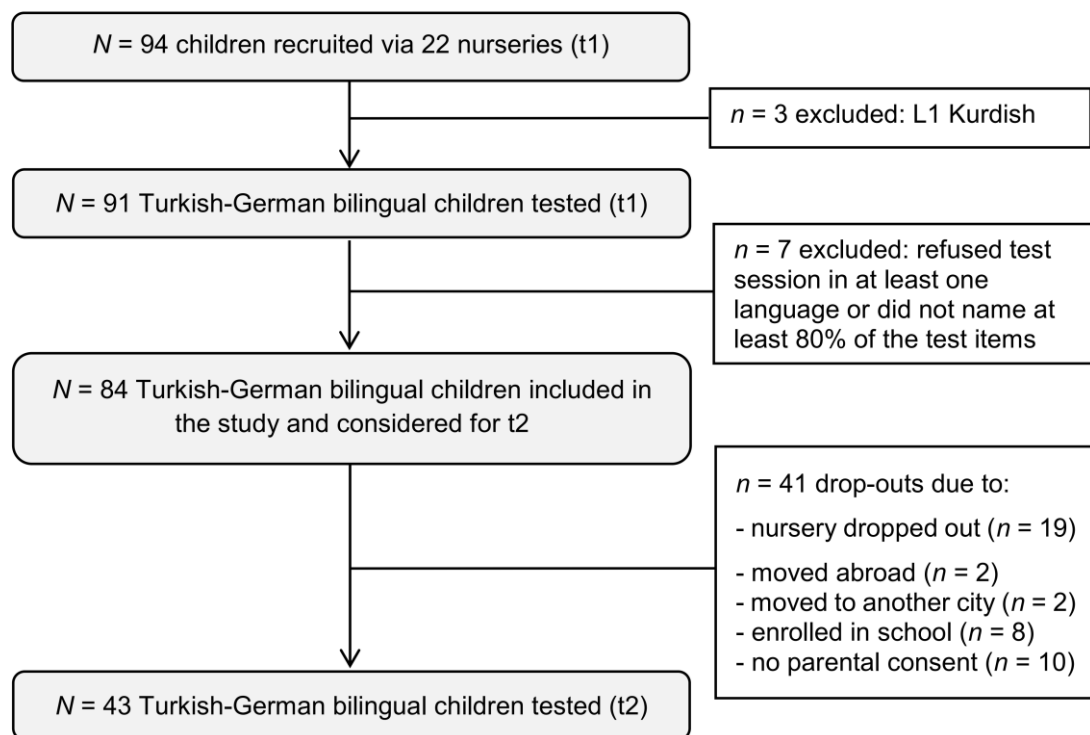 N = 94 children recruited via 22 nurseries (t1)
n = 3 excluded: L1 Kurdish
N = 91 Turkish-German bilingual children tested (t1)
n = 7 excluded: refused test
session in at least one
language or did not name at
least 80% of the test items
N = 84 Turkish-German bilingual children included in
the study and considered for t2
n = 41 drop-outs due to:
- nursery dropped out (n = 19)
- moved abroad (n = 2)
- moved to another city (n = 2)
- enrolled in school (n = 8)
- no parental consent (n = 10)
N = 43 Turkish-German bilingual children tested (t2)